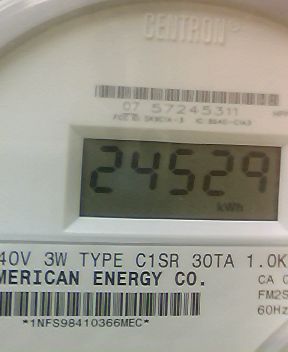 CENTRON®
07 57245311
24529
kWh
40V 3W TYPE C1SR 30TA 1.0K
MERICAN ENERGY CO.
CA
FM2S
60Hz
*1NFS98410366MEC*